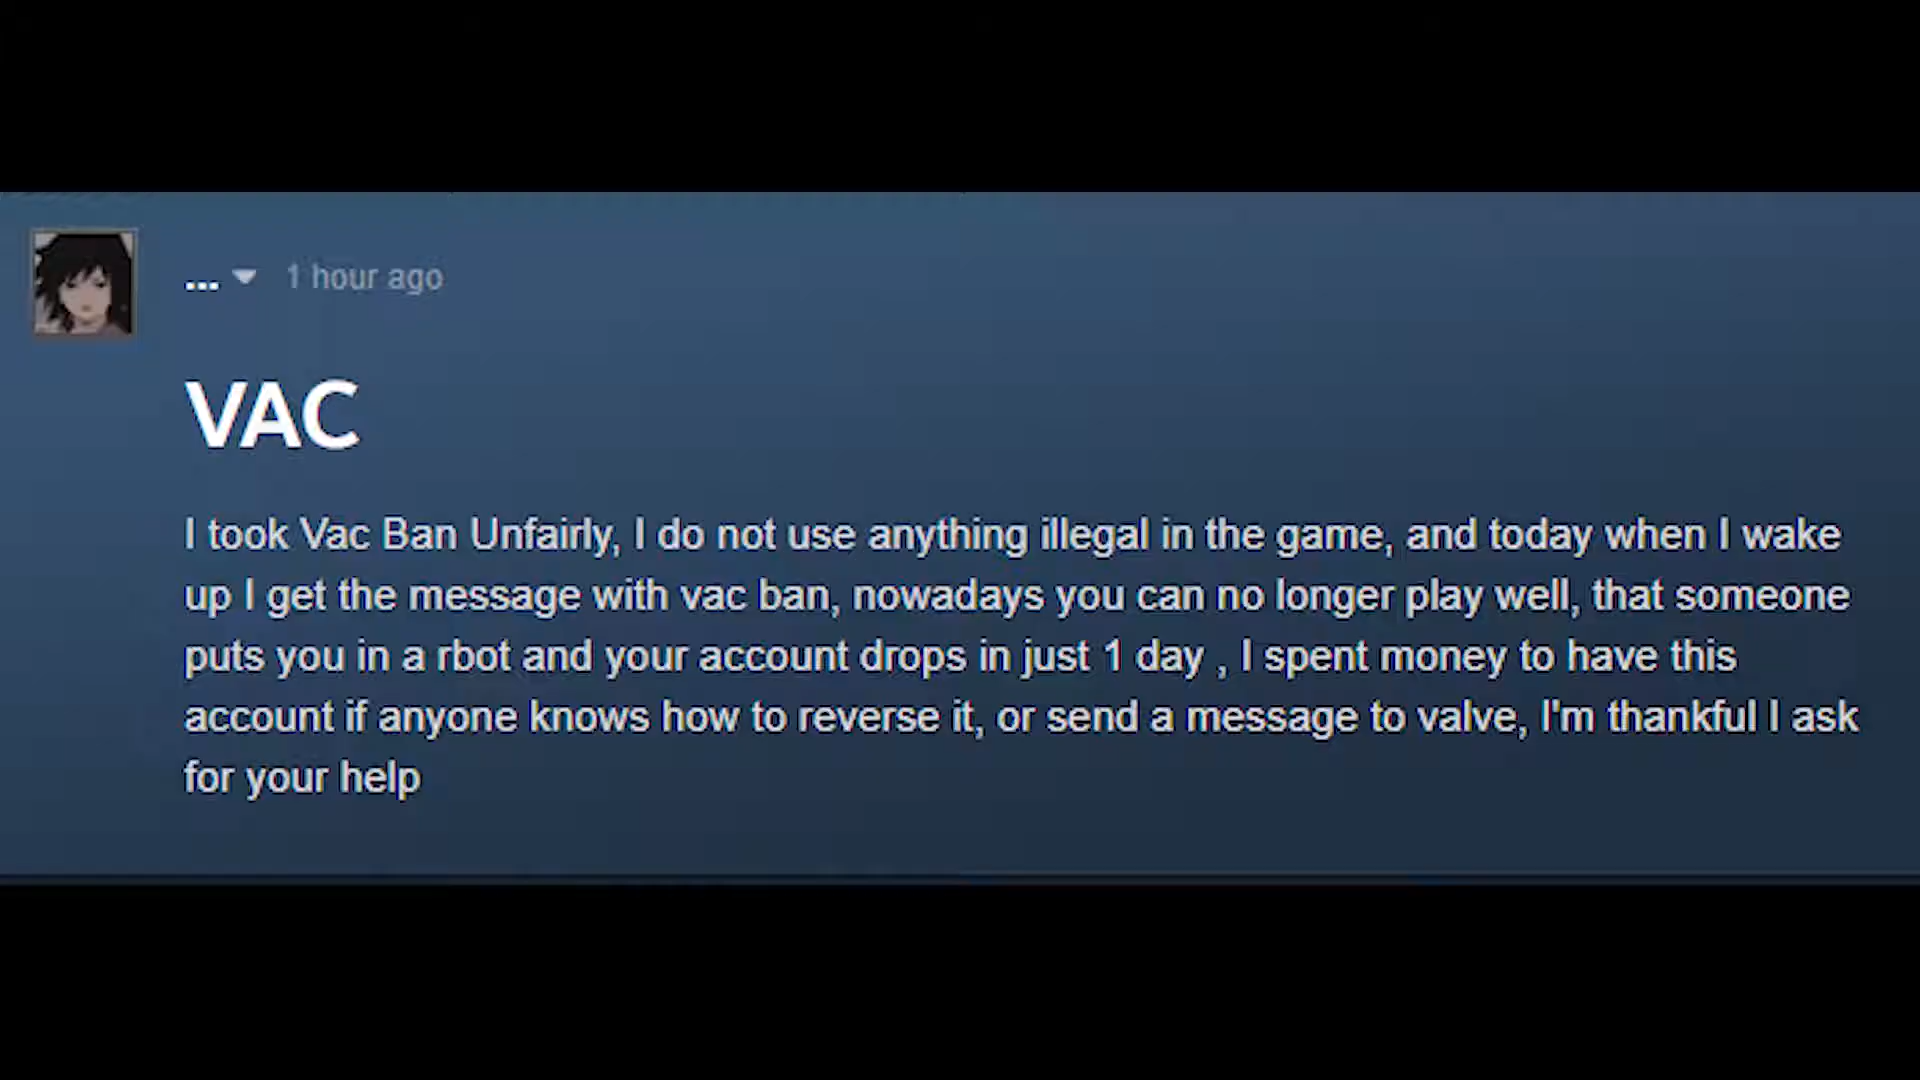 ... 1 hour ago
VAC
I took Vac Ban Unfairly, I do not use anything illegal in the game, and today when I wake
up I get the message with vac ban, nowadays you can no longer play well, that someone
puts you in a rbot and your account drops in just 1 day , I spent money to have this
account if anyone knows how to reverse it, or send a message to valve, I'm thankful I ask
for your help